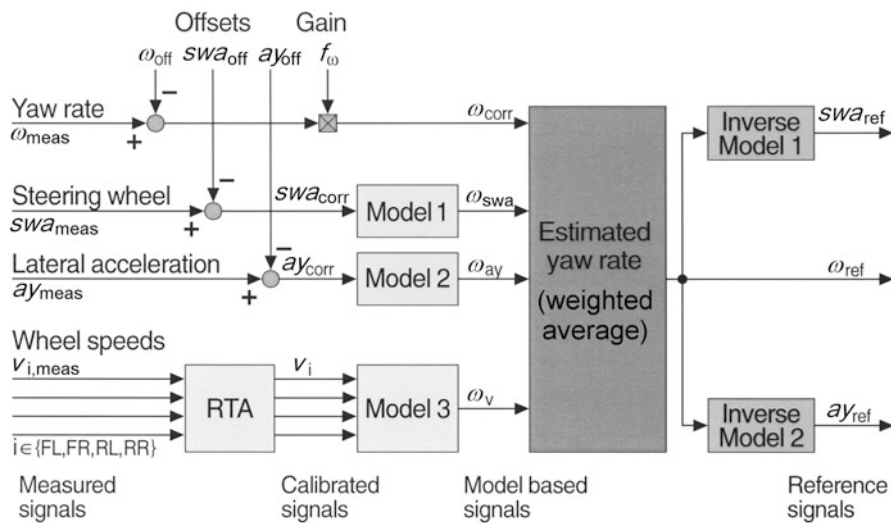 Offsets Gain
ω_off swa_off ay_off f_ω
Yaw rate
ω_meas
ω_corr
swa_ref
Inverse
Model 1
Steering wheel
swa_meas
swa_corr
Model 1
ω_swa
Lateral acceleration
ay_meas
ay_corr
Model 2
ω_ay
Estimated
yaw rate
(weighted
average)
ω_ref
Wheel speeds
v_i,meas
RTA
v_i
Model 3
ω_v
Inverse
Model 2
ay_ref
i∈{FL,FR,RL,RR}
Measured
signals
Calibrated
signals
Model based
signals
Reference
signals